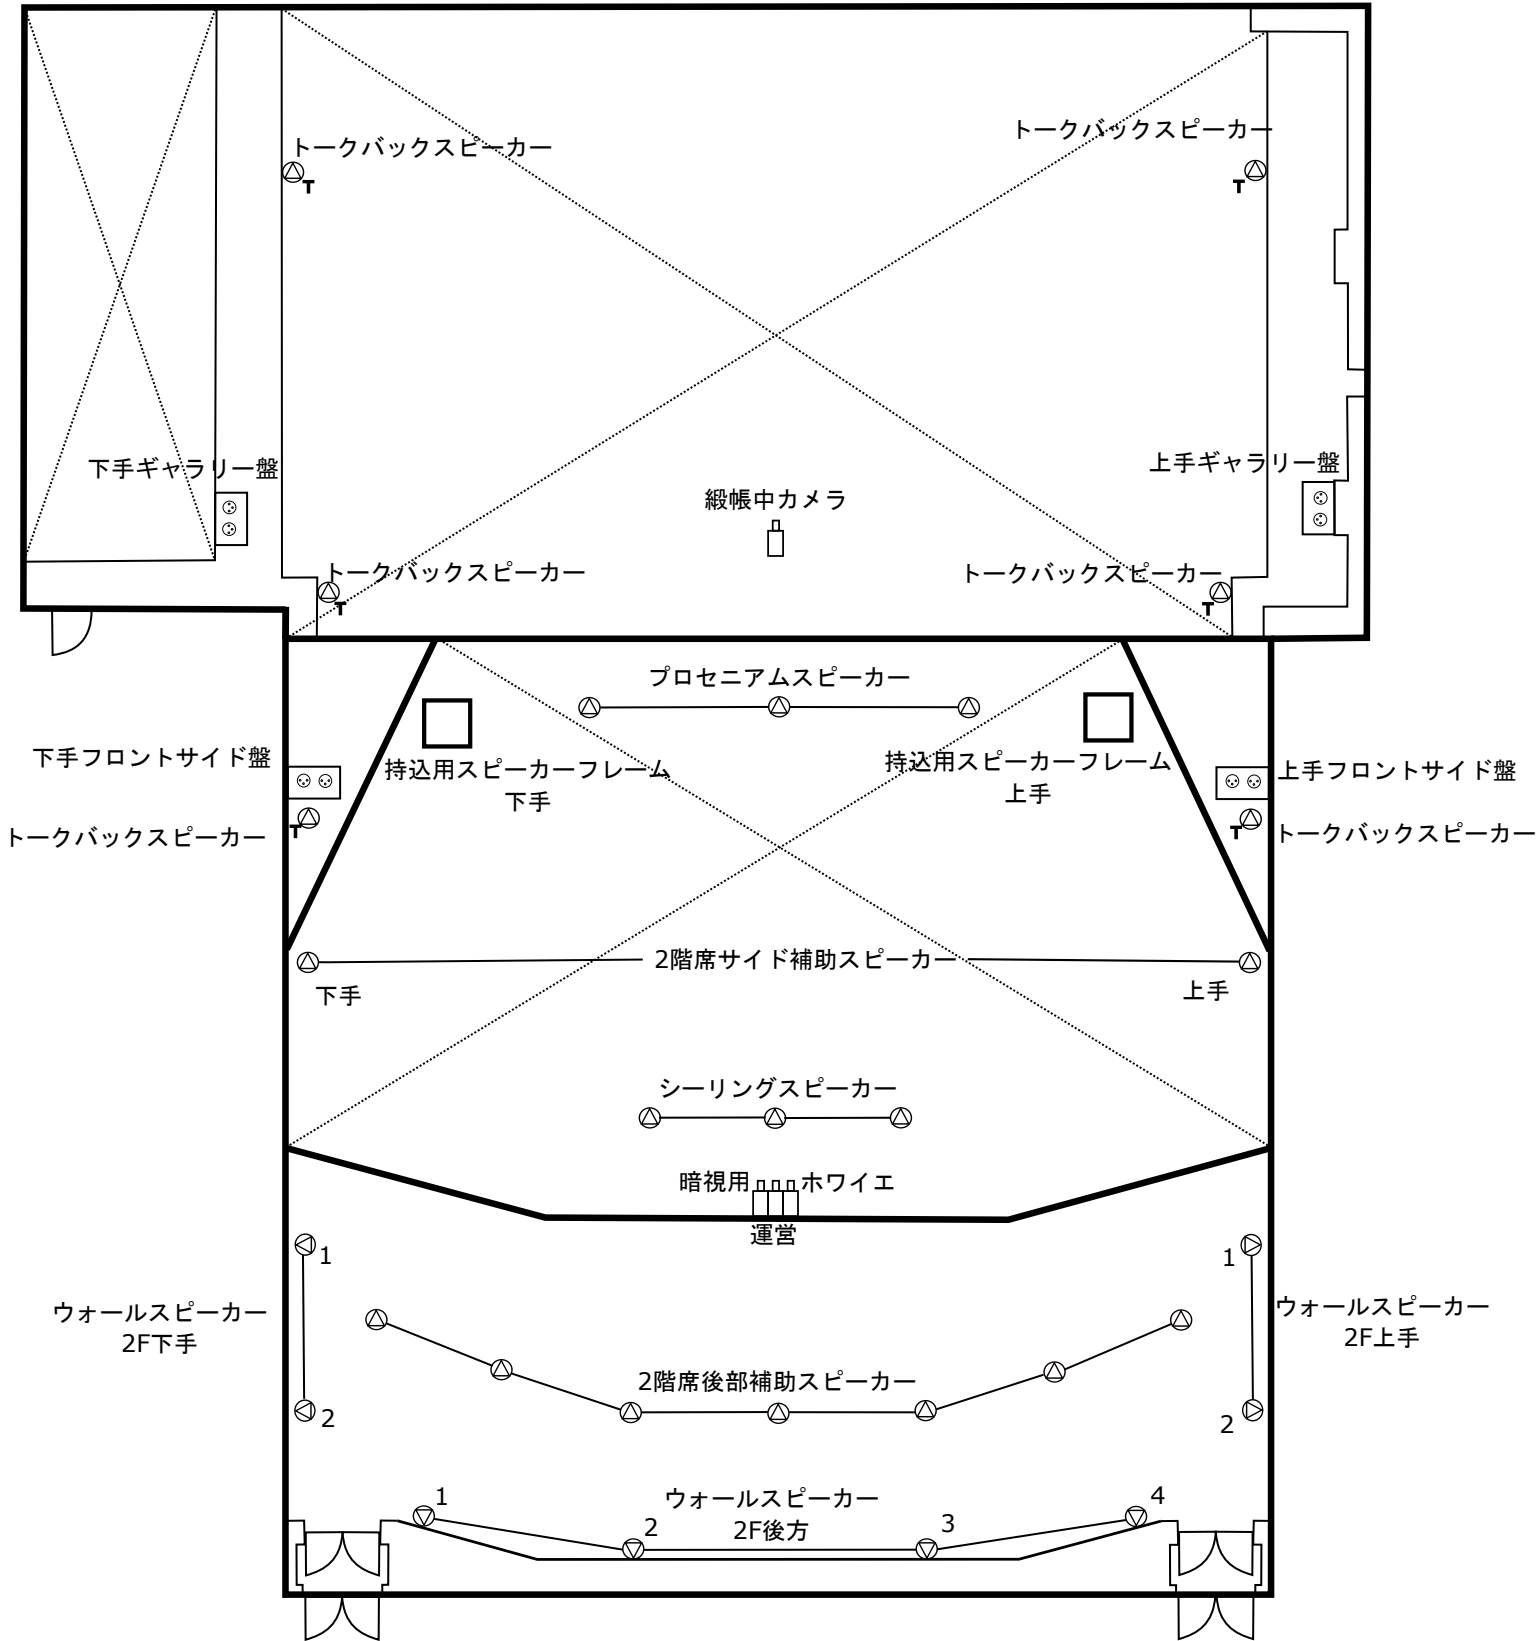 トークバックスピーカー
トークバックスピーカー
T
T
下手ギャラリー盤
上手ギャラリー盤
緞帳中カメラ
トークバックスピーカー
トークバックスピーカー
T
T
プロセニアムスピーカー
下手フロントサイド盤
持込用スピーカーフレーム
下手
持込用スピーカーフレーム
上手
上手フロントサイド盤
トークバックスピーカー
T
T
トークバックスピーカー
2階席サイド補助スピーカー
下手
上手
シーリングスピーカー
暗視用
ホワイエ
運営
1
1
ウォールスピーカー
2F下手
ウォールスピーカー
2F上手
2階席後部補助スピーカー
2
2
1
ウォールスピーカー
2F後方
4
2
3